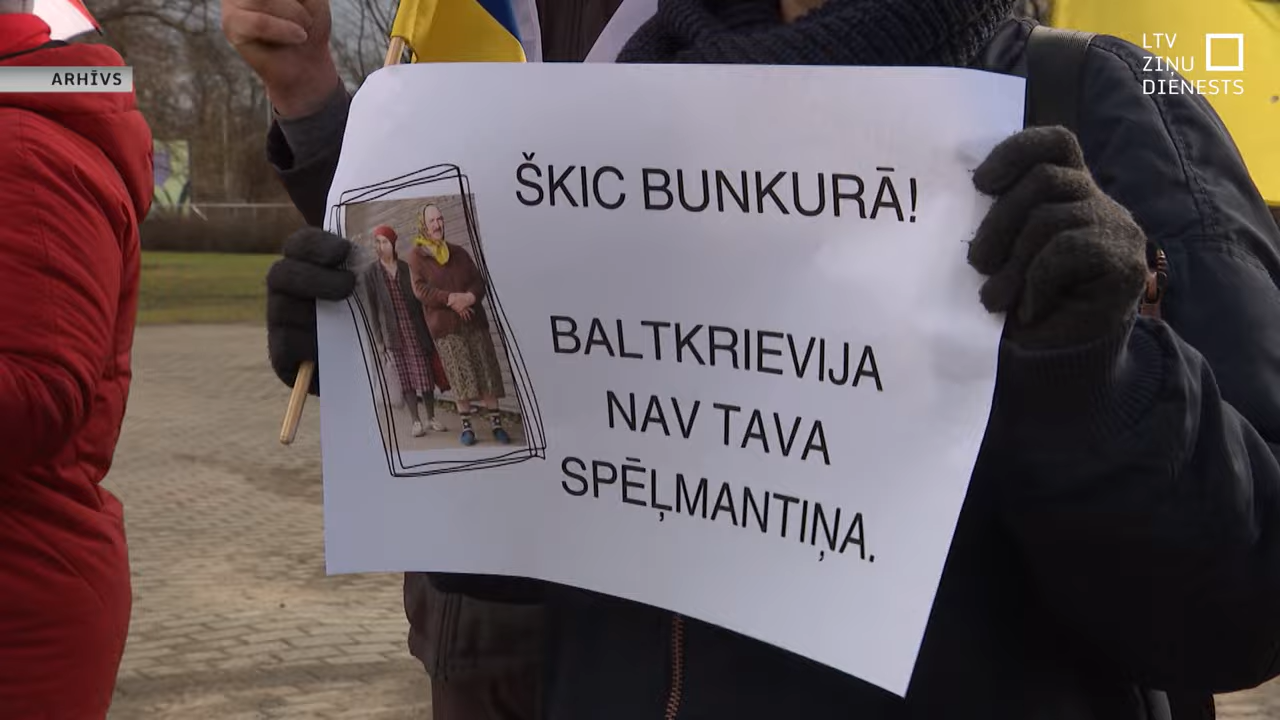 ARHĪVS
LTV
ZIŅU
DIENESTS
ŠKIC BUNKURĀ!
BALTKRIEVIJA
NAV TAVA
SPĒĻMANTIŅA.